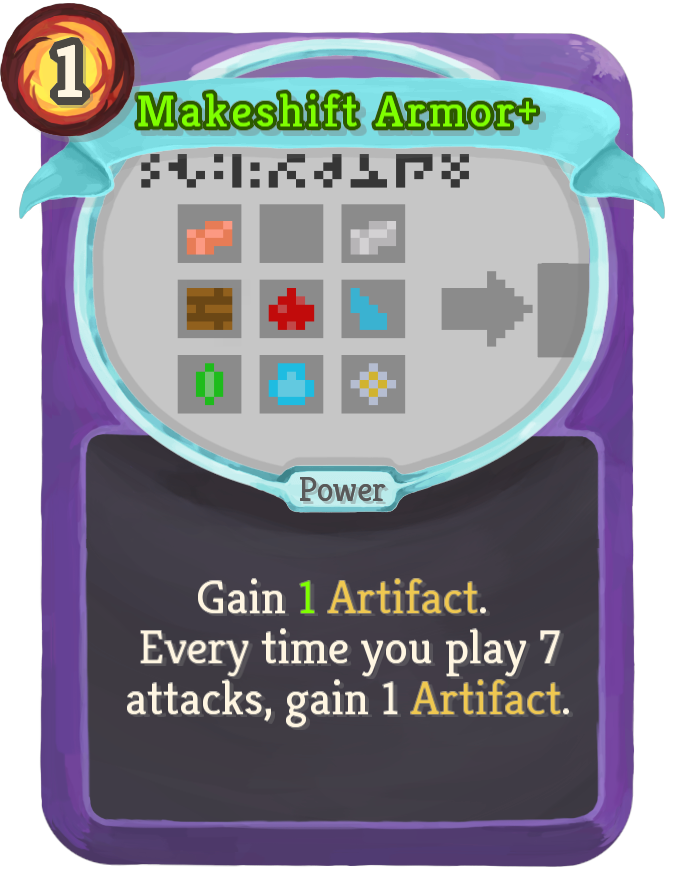 1
Makeshift Armor+
Power
Gain 1 Artifact.
Every time you play 7
attacks, gain 1 Artifact.